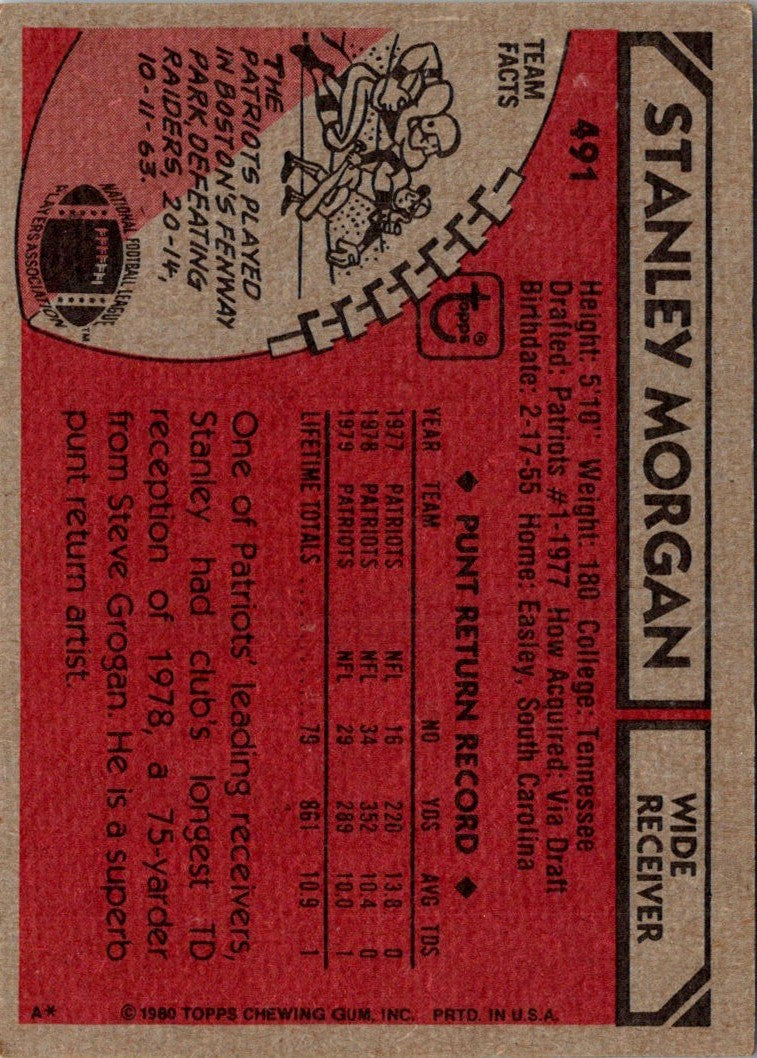 STANLEY MORGAN
WIDE
RECEIVER
491
Height: 5'10" Weight: 180 College: Tennessee
Drafted: Patriots #1-1977 How Acquired: Via Draft
Birthdate: 2-17-55 Home: Easley, South Carolina
TEAM
FACTS
THE
PATRIOTS PLAYED
IN BOSTON'S FENWAY
PARK, DEFEATING
RAIDERS, 20-14,
10-11-63.
NATIONAL FOOTBALL LEAGUE
PLAYERS ASSOCIATION
NFLPA
TM
topps®
◆ PUNT RETURN RECORD ◆
YEAR TEAM NO YDS AVG TDS
1977 PATRIOTS NFL 16 220 13.8 0
1978 PATRIOTS NFL 34 352 10.4 0
1979 PATRIOTS NFL 29 289 10.0 1
LIFETIME TOTALS 79 861 10.9 1
One of Patriots' leading receivers,
Stanley had club's longest TD
reception of 1978, a 75-yarder
from Steve Grogan. He is a superb
punt return artist.
A* © 1980 TOPPS CHEWING GUM, INC. PRTD. IN U.S.A.